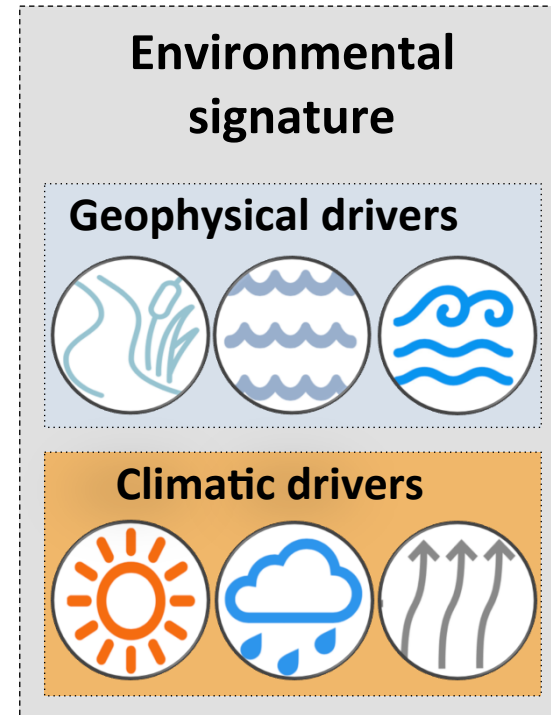 Environmental
signature
Geophysical drivers
Climatic drivers